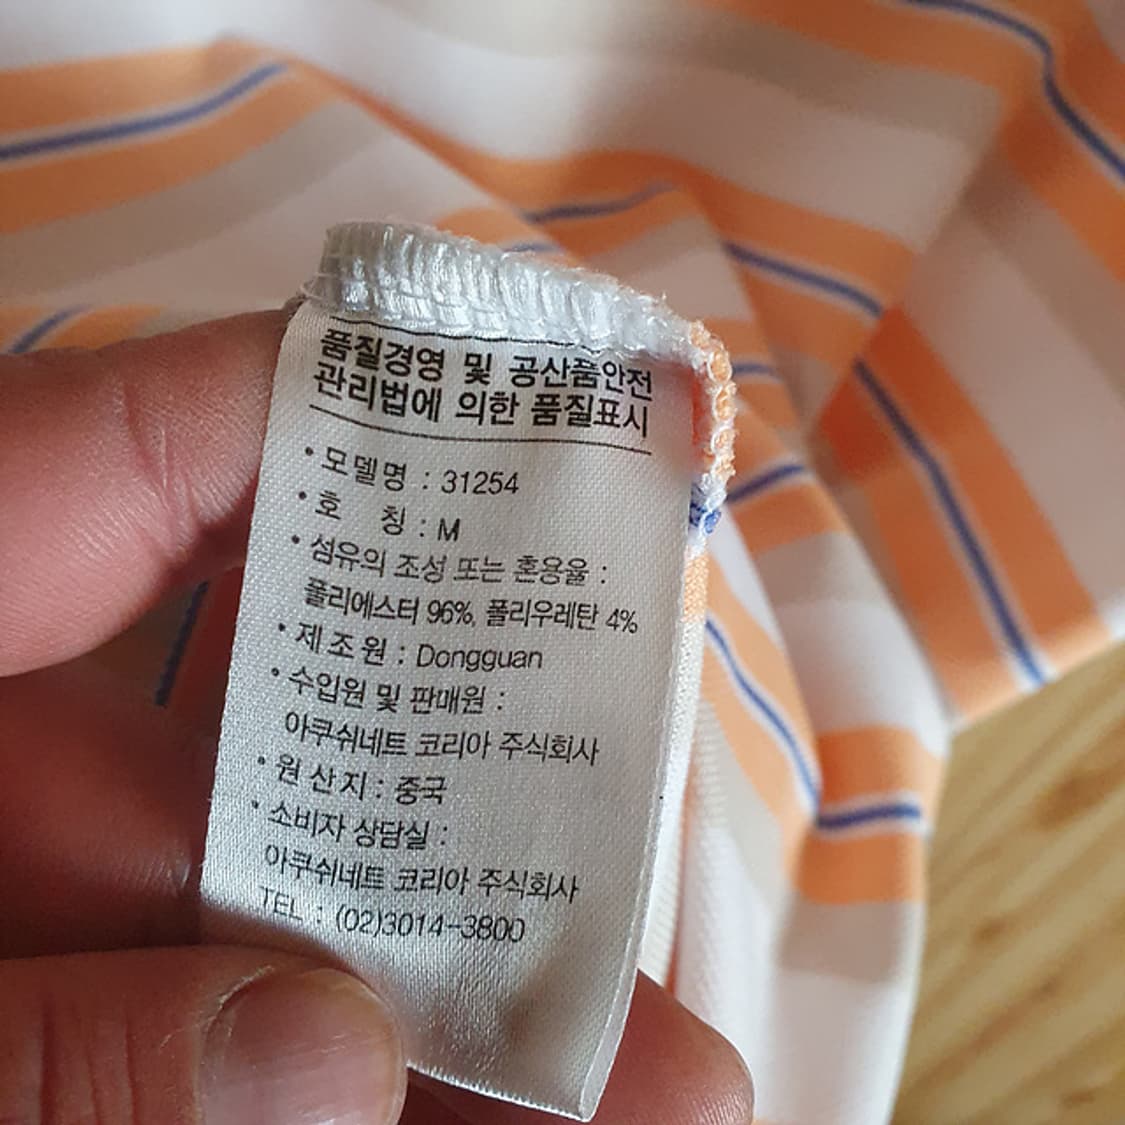 품질경영 및 공산품안전
관리법에 의한 품질표시
• 모델명 : 31254
• 호 칭 : M
• 섬유의 조성 또는 혼용율 :
폴리에스터 96%, 폴리우레탄 4%
• 제조원 : Dongguan
• 수입원 및 판매원 :
아쿠쉬네트 코리아 주식회사
• 원산지 : 중국
• 소비자 상담실 :
아쿠쉬네트 코리아 주식회사
TEL : (02)3014-3800